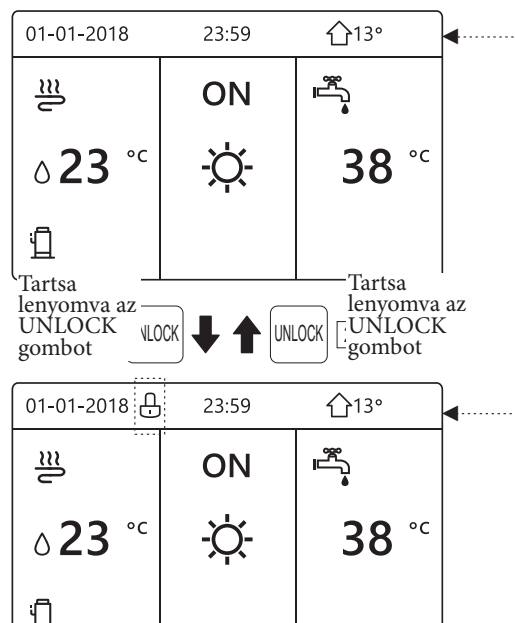 01-01-2018 23:59 13°
ON
23 °C 38 °C
Tartsa
lenyomva az
UNLOCK
gombot
UNLOCK
Tartsa
lenyomva az
UNLOCK
gombot
01-01-2018 23:59 13°
ON
23 °C 38 °C